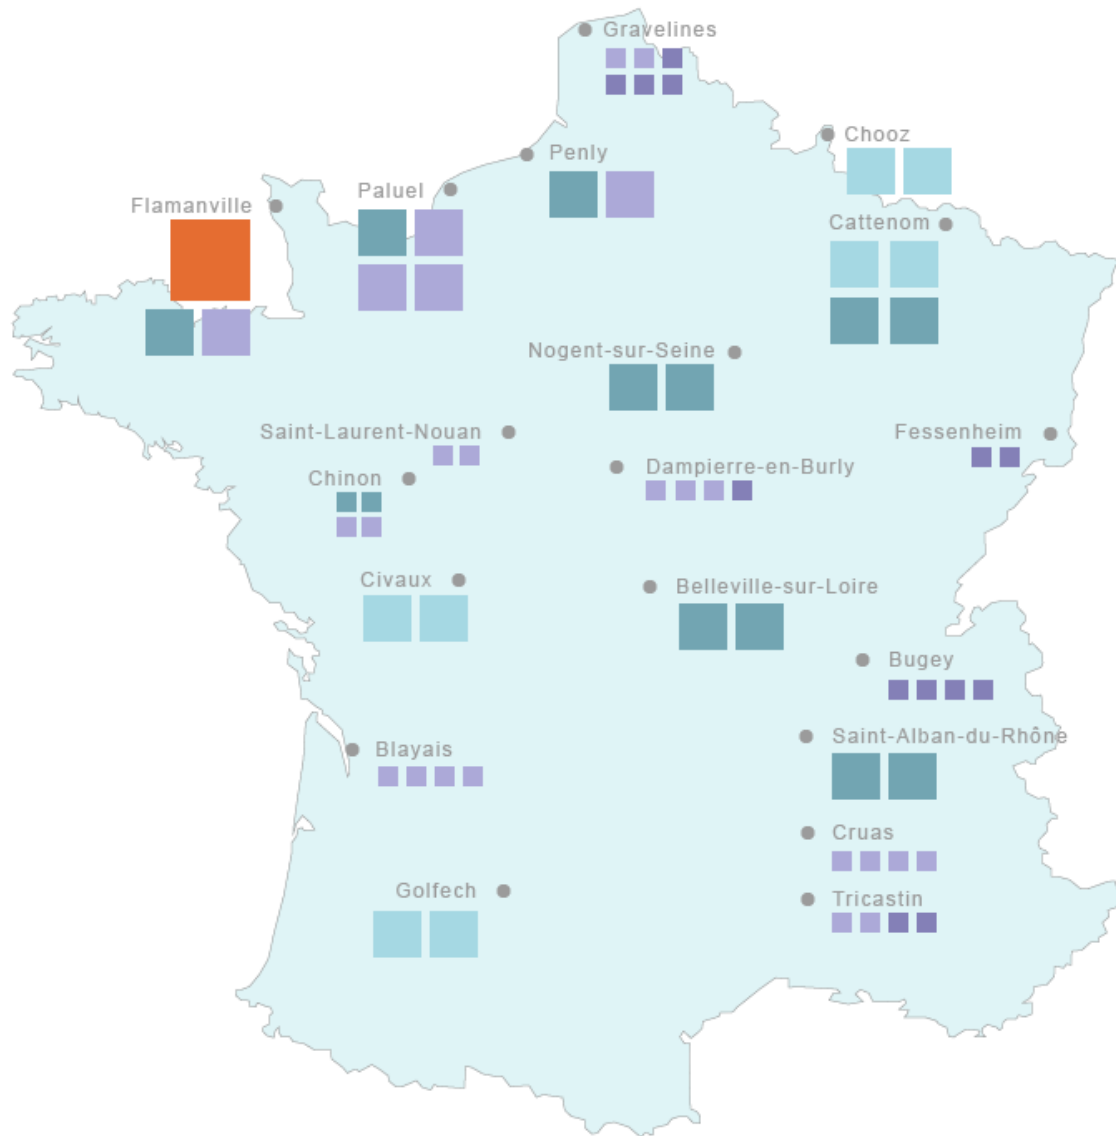 Gravelines
Chooz
Penly
Paluel
Flamanville
Cattenom
Nogent-sur-Seine
Saint-Laurent-Nouan
Fessenheim
Dampierre-en-Burly
Chinon
Civaux
Belleville-sur-Loire
Bugey
Saint-Alban-du-Rhône
Blayais
Cruas
Golfech
Tricastin